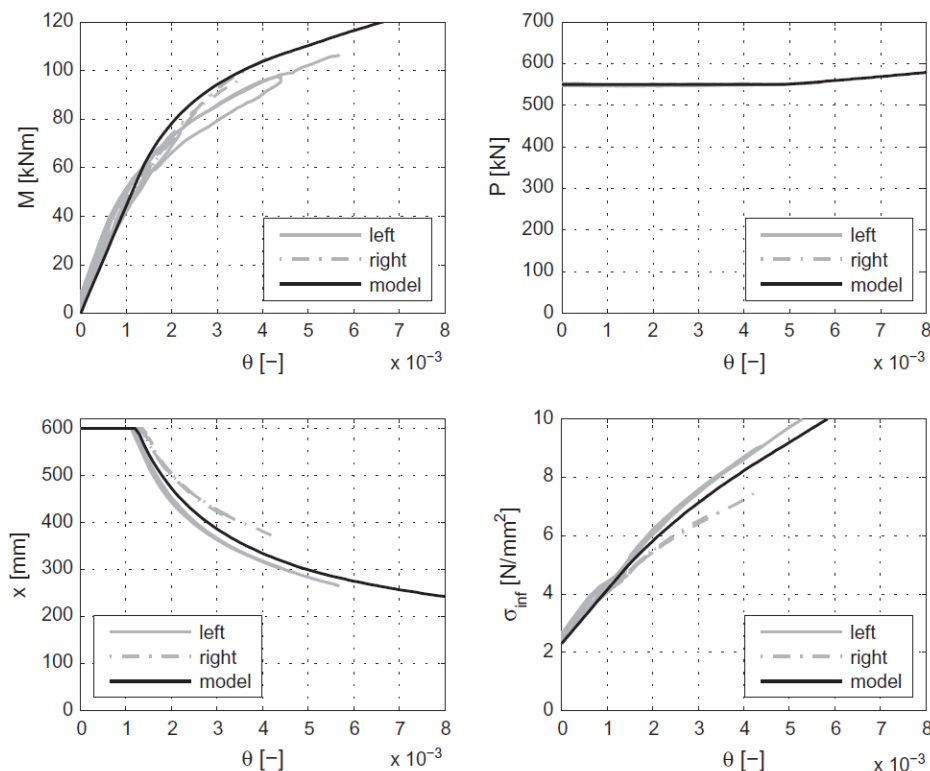 M [kNm]
120
100
80
60
40
20
0
left
right
model
0 1 2 3 4 5 6 7 8
θ [−]
x 10⁻³
P [kN]
700
600
500
400
300
200
100
0
left
right
model
0 1 2 3 4 5 6 7 8
θ [−]
x 10⁻³
x [mm]
600
500
400
300
200
100
0
left
right
model
0 1 2 3 4 5 6 7 8
θ [−]
x 10⁻³
σinf [N/mm²]
10
8
6
4
2
0
left
right
model
0 1 2 3 4 5 6 7 8
θ [−]
x 10⁻³